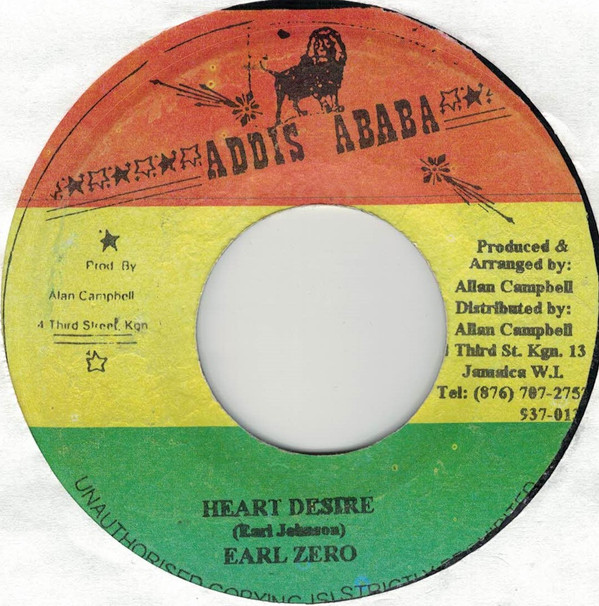 ADDIS ABABA
Prod. By
Alan Campbell
4 Third Street, Kgn.
Produced &
Arranged by:
Allan Campbell
Distributed by:
Allan Campbell
Third St. Kgn. 13
Jamaica W.I.
Tel: (876) 707-275
937-01
HEART DESIRE
(Earl Johnson)
EARL ZERO
UNAUTHORISED COPYING IS STRICTLY